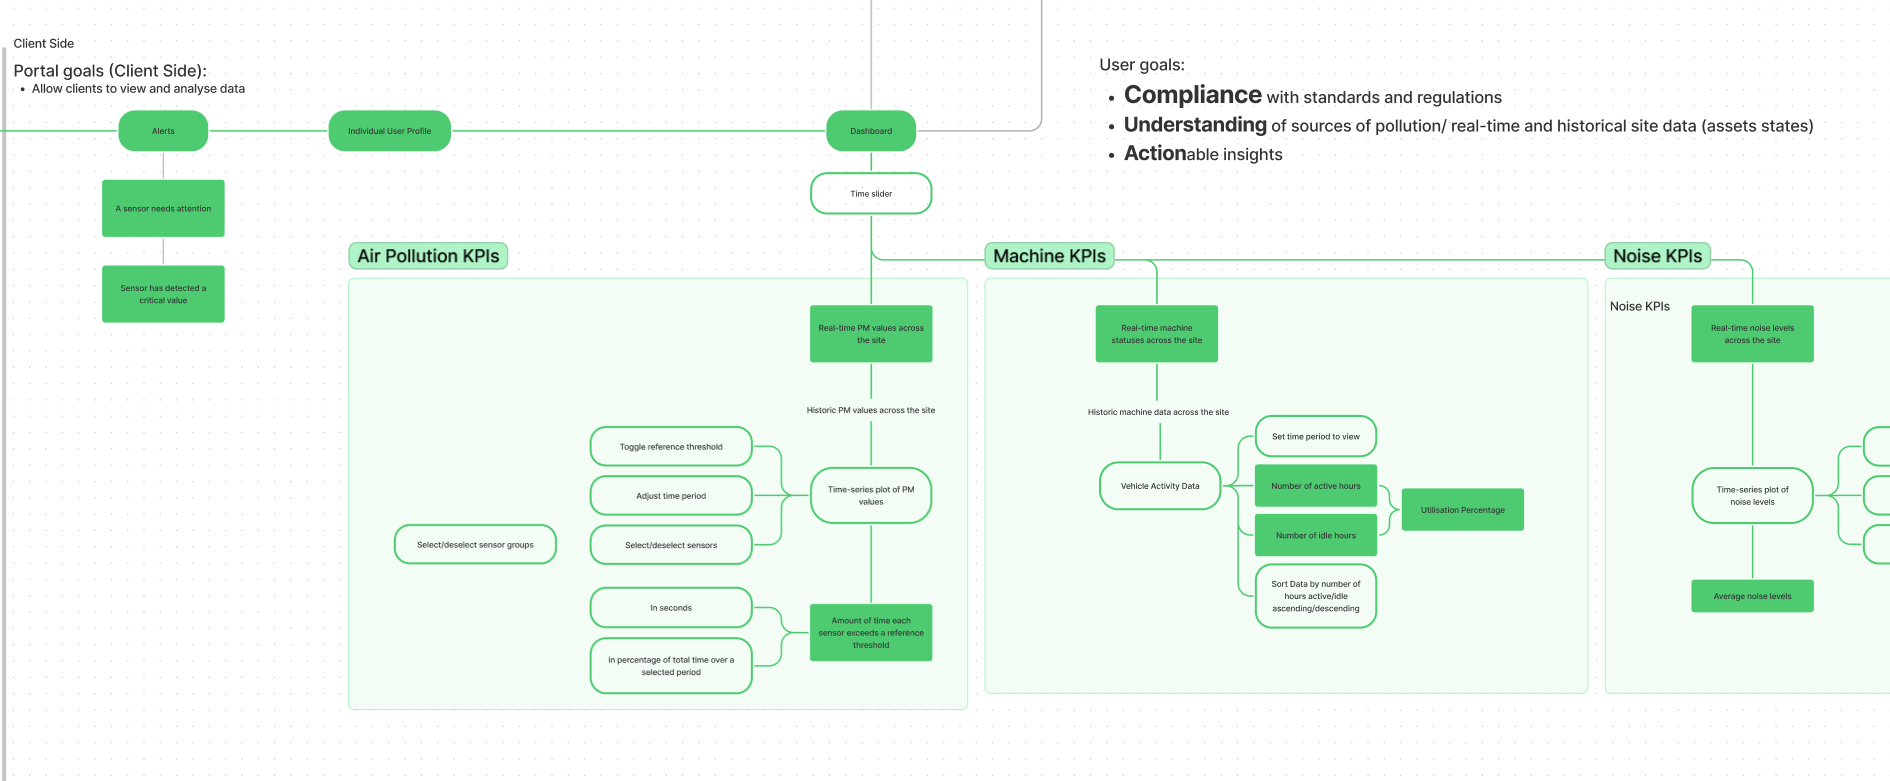 Client Side
Portal goals (Client Side):
• Allow clients to view and analyse data
User goals:
• Compliance with standards and regulations
• Understanding of sources of pollution/ real-time and historical site data (assets states)
• Actionable insights
Alerts
Individual User Profile
Dashboard
A sensor needs attention
Sensor has detected a
critical value
Time slider
Air Pollution KPIs
Real-time PM values across
the site
Historic PM values across the site
Toggle reference threshold
Adjust time period
Select/deselect sensors
Select/deselect sensor groups
Time-series plot of PM
values
In seconds
in percentage of total time over a
selected period
Amount of time each
sensor exceeds a reference
threshold
Machine KPIs
Real-time machine
statuses across the site
Historic machine data across the site
Vehicle Activity Data
Set time period to view
Number of active hours
Number of idle hours
Utilisation Percentage
Sort Data by number of
hours active/idle
ascending/descending
Noise KPIs
Noise KPIs
Real-time noise levels
across the site
Time-series plot of
noise levels
Average noise levels